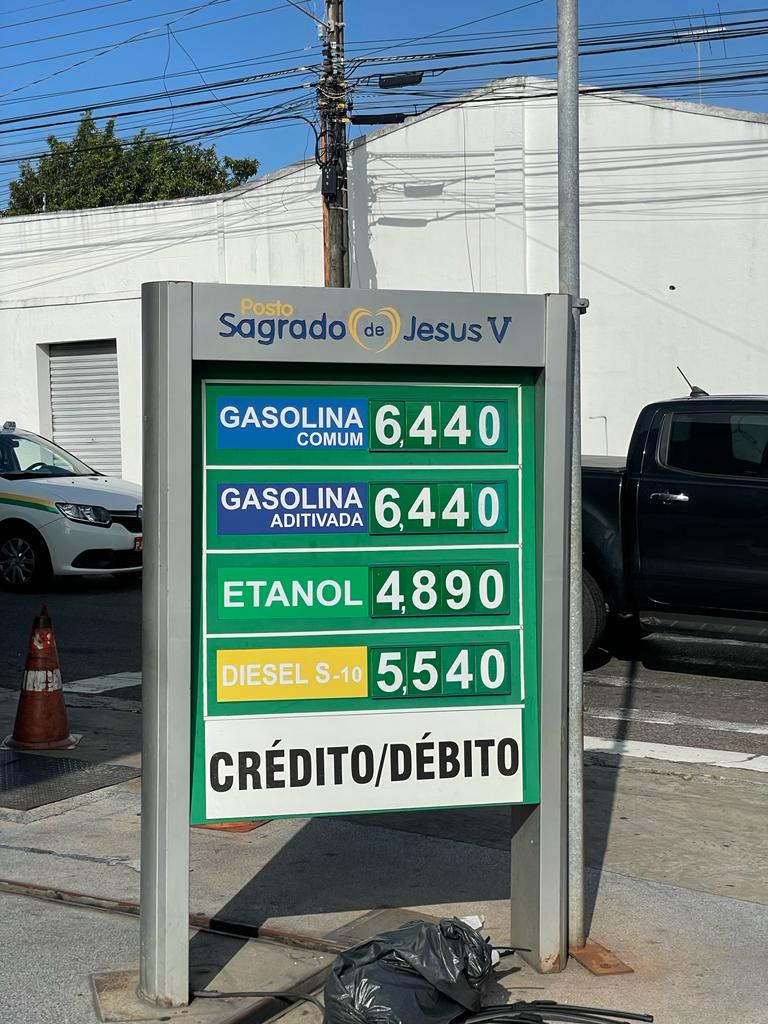 Posto
Sagrado de Jesus V
GASOLINA
COMUM
6,440
GASOLINA
ADITIVADA
6,440
ETANOL
4,890
DIESEL S-10
5,540
CRÉDITO/DÉBITO